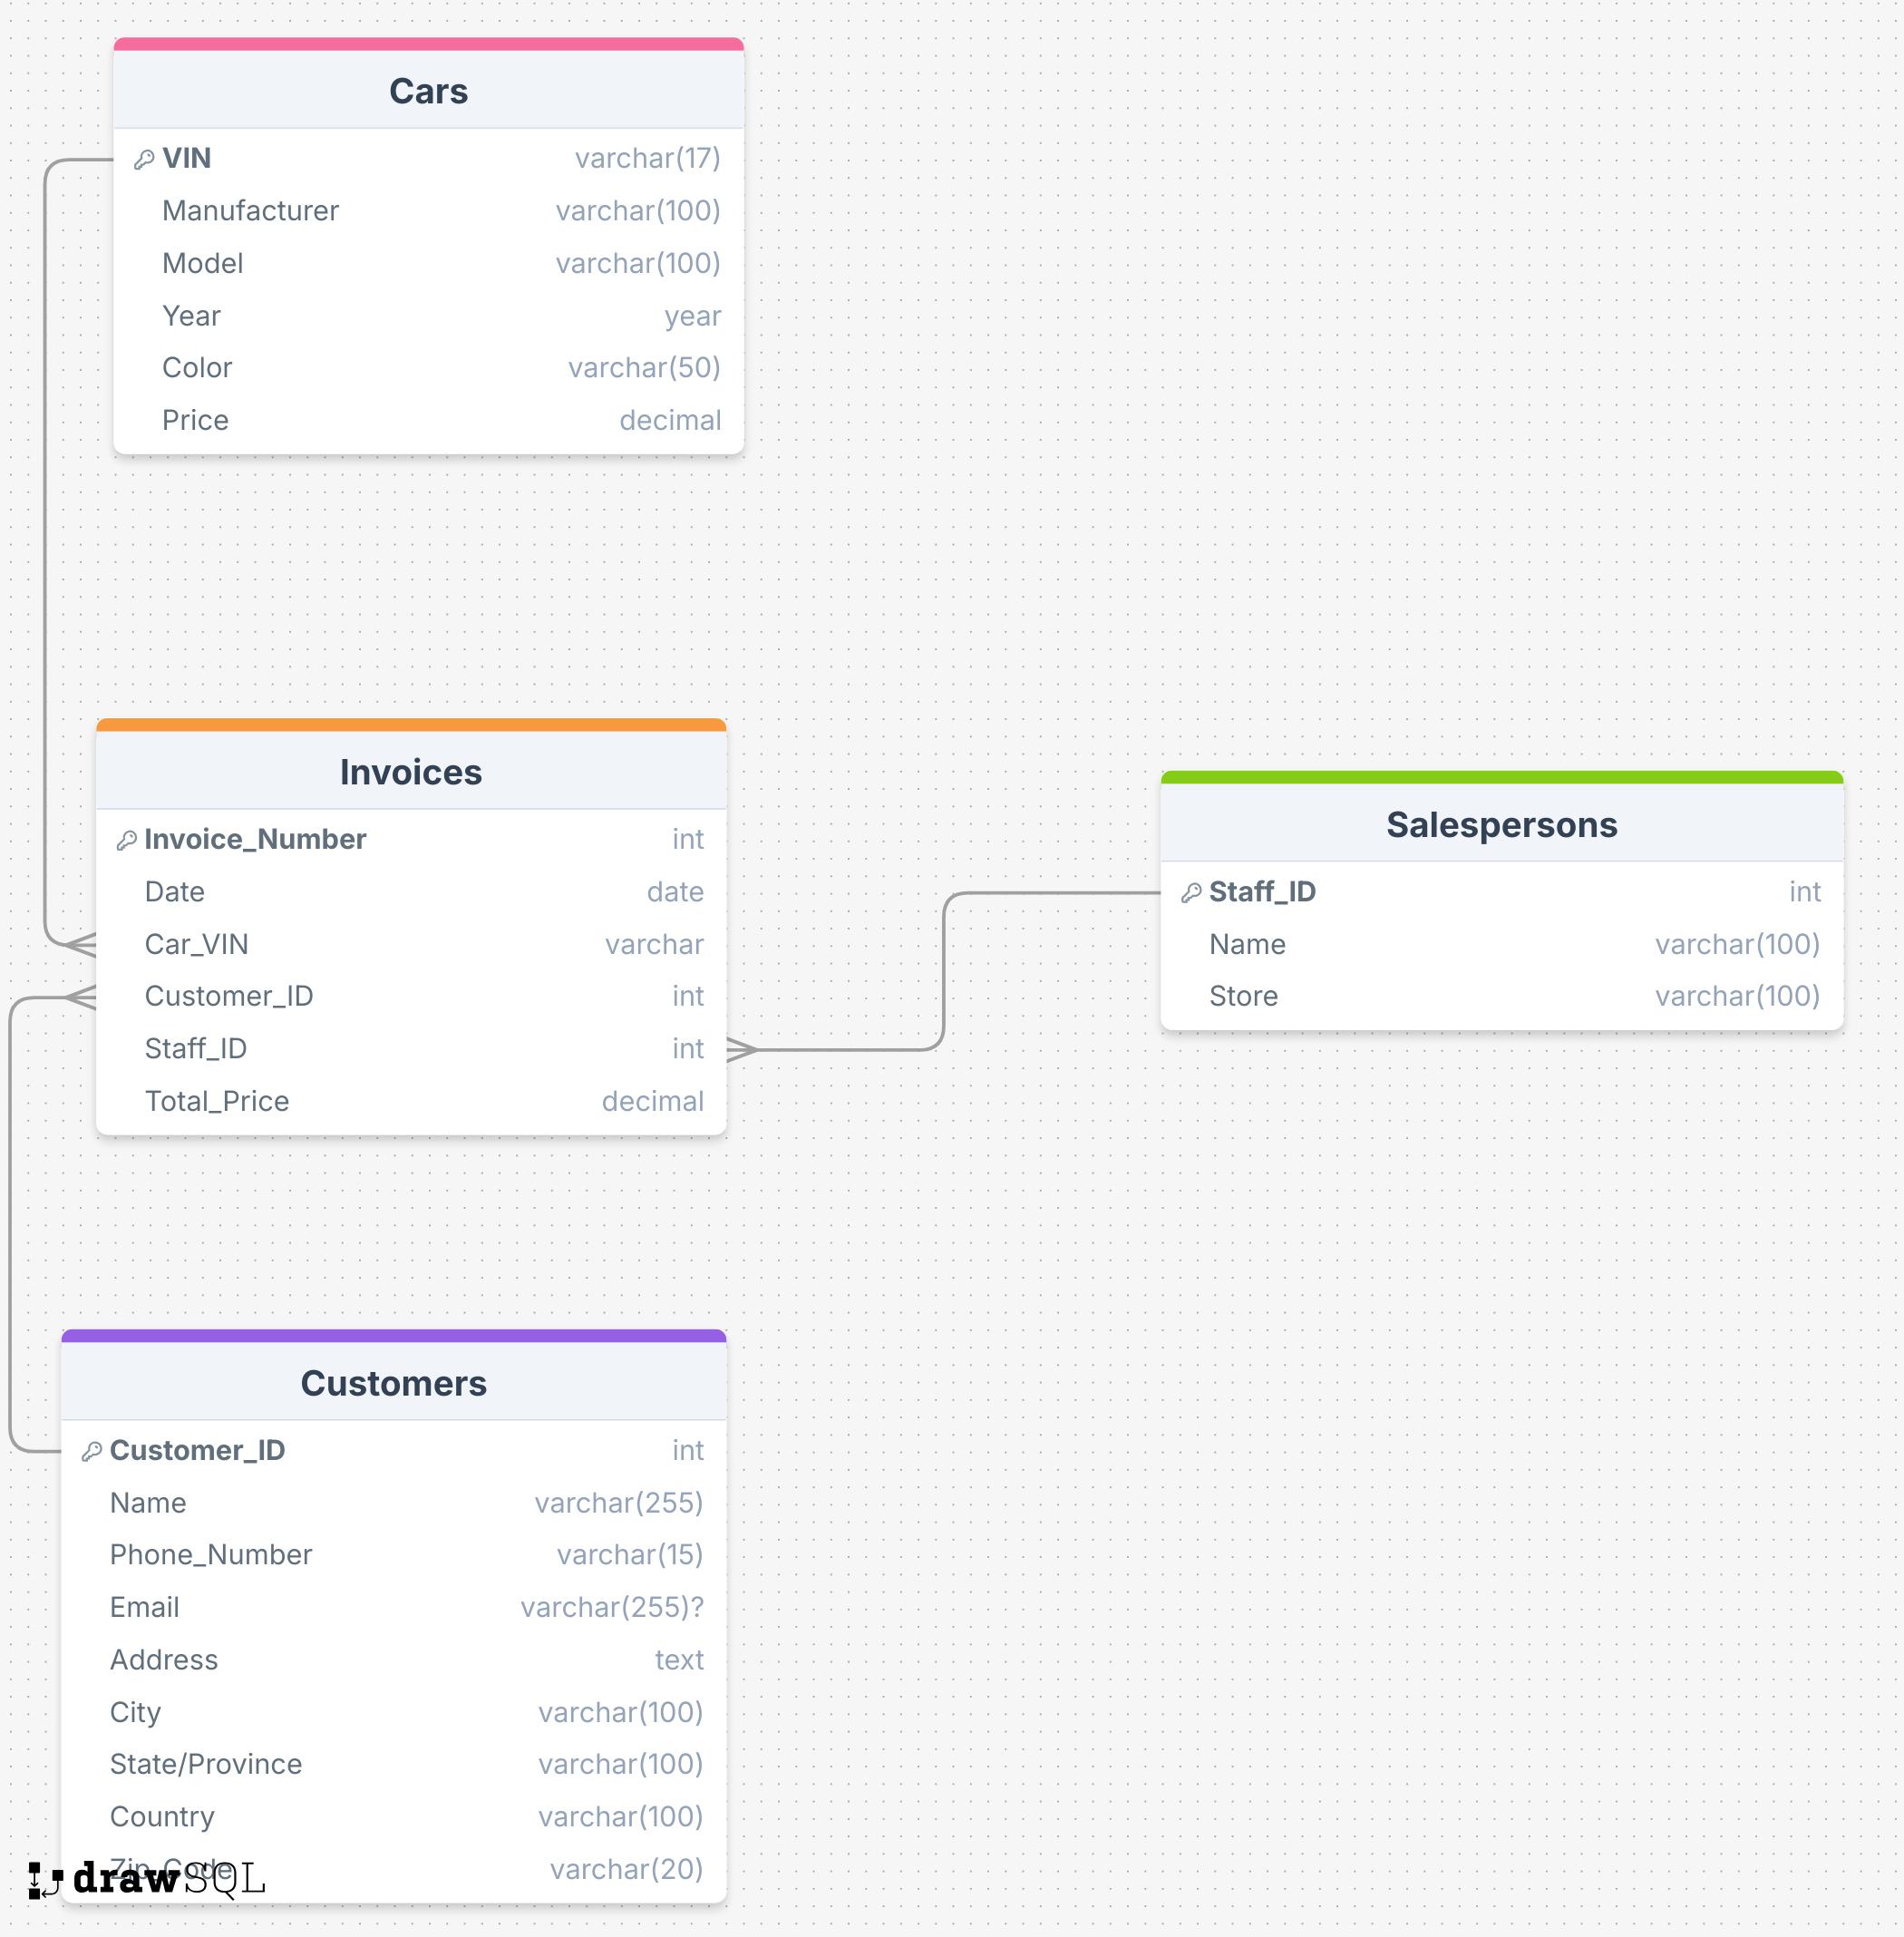 Cars
VIN varchar(17)
Manufacturer varchar(100)
Model varchar(100)
Year year
Color varchar(50)
Price decimal
Invoices
Invoice_Number int
Date date
Car_VIN varchar
Customer_ID int
Staff_ID int
Total_Price decimal
Salespersons
Staff_ID int
Name varchar(100)
Store varchar(100)
Customers
Customer_ID int
Name varchar(255)
Phone_Number varchar(15)
Email varchar(255)?
Address text
City varchar(100)
State/Province varchar(100)
Country varchar(100)
Zip_Code varchar(20)
drawSQL